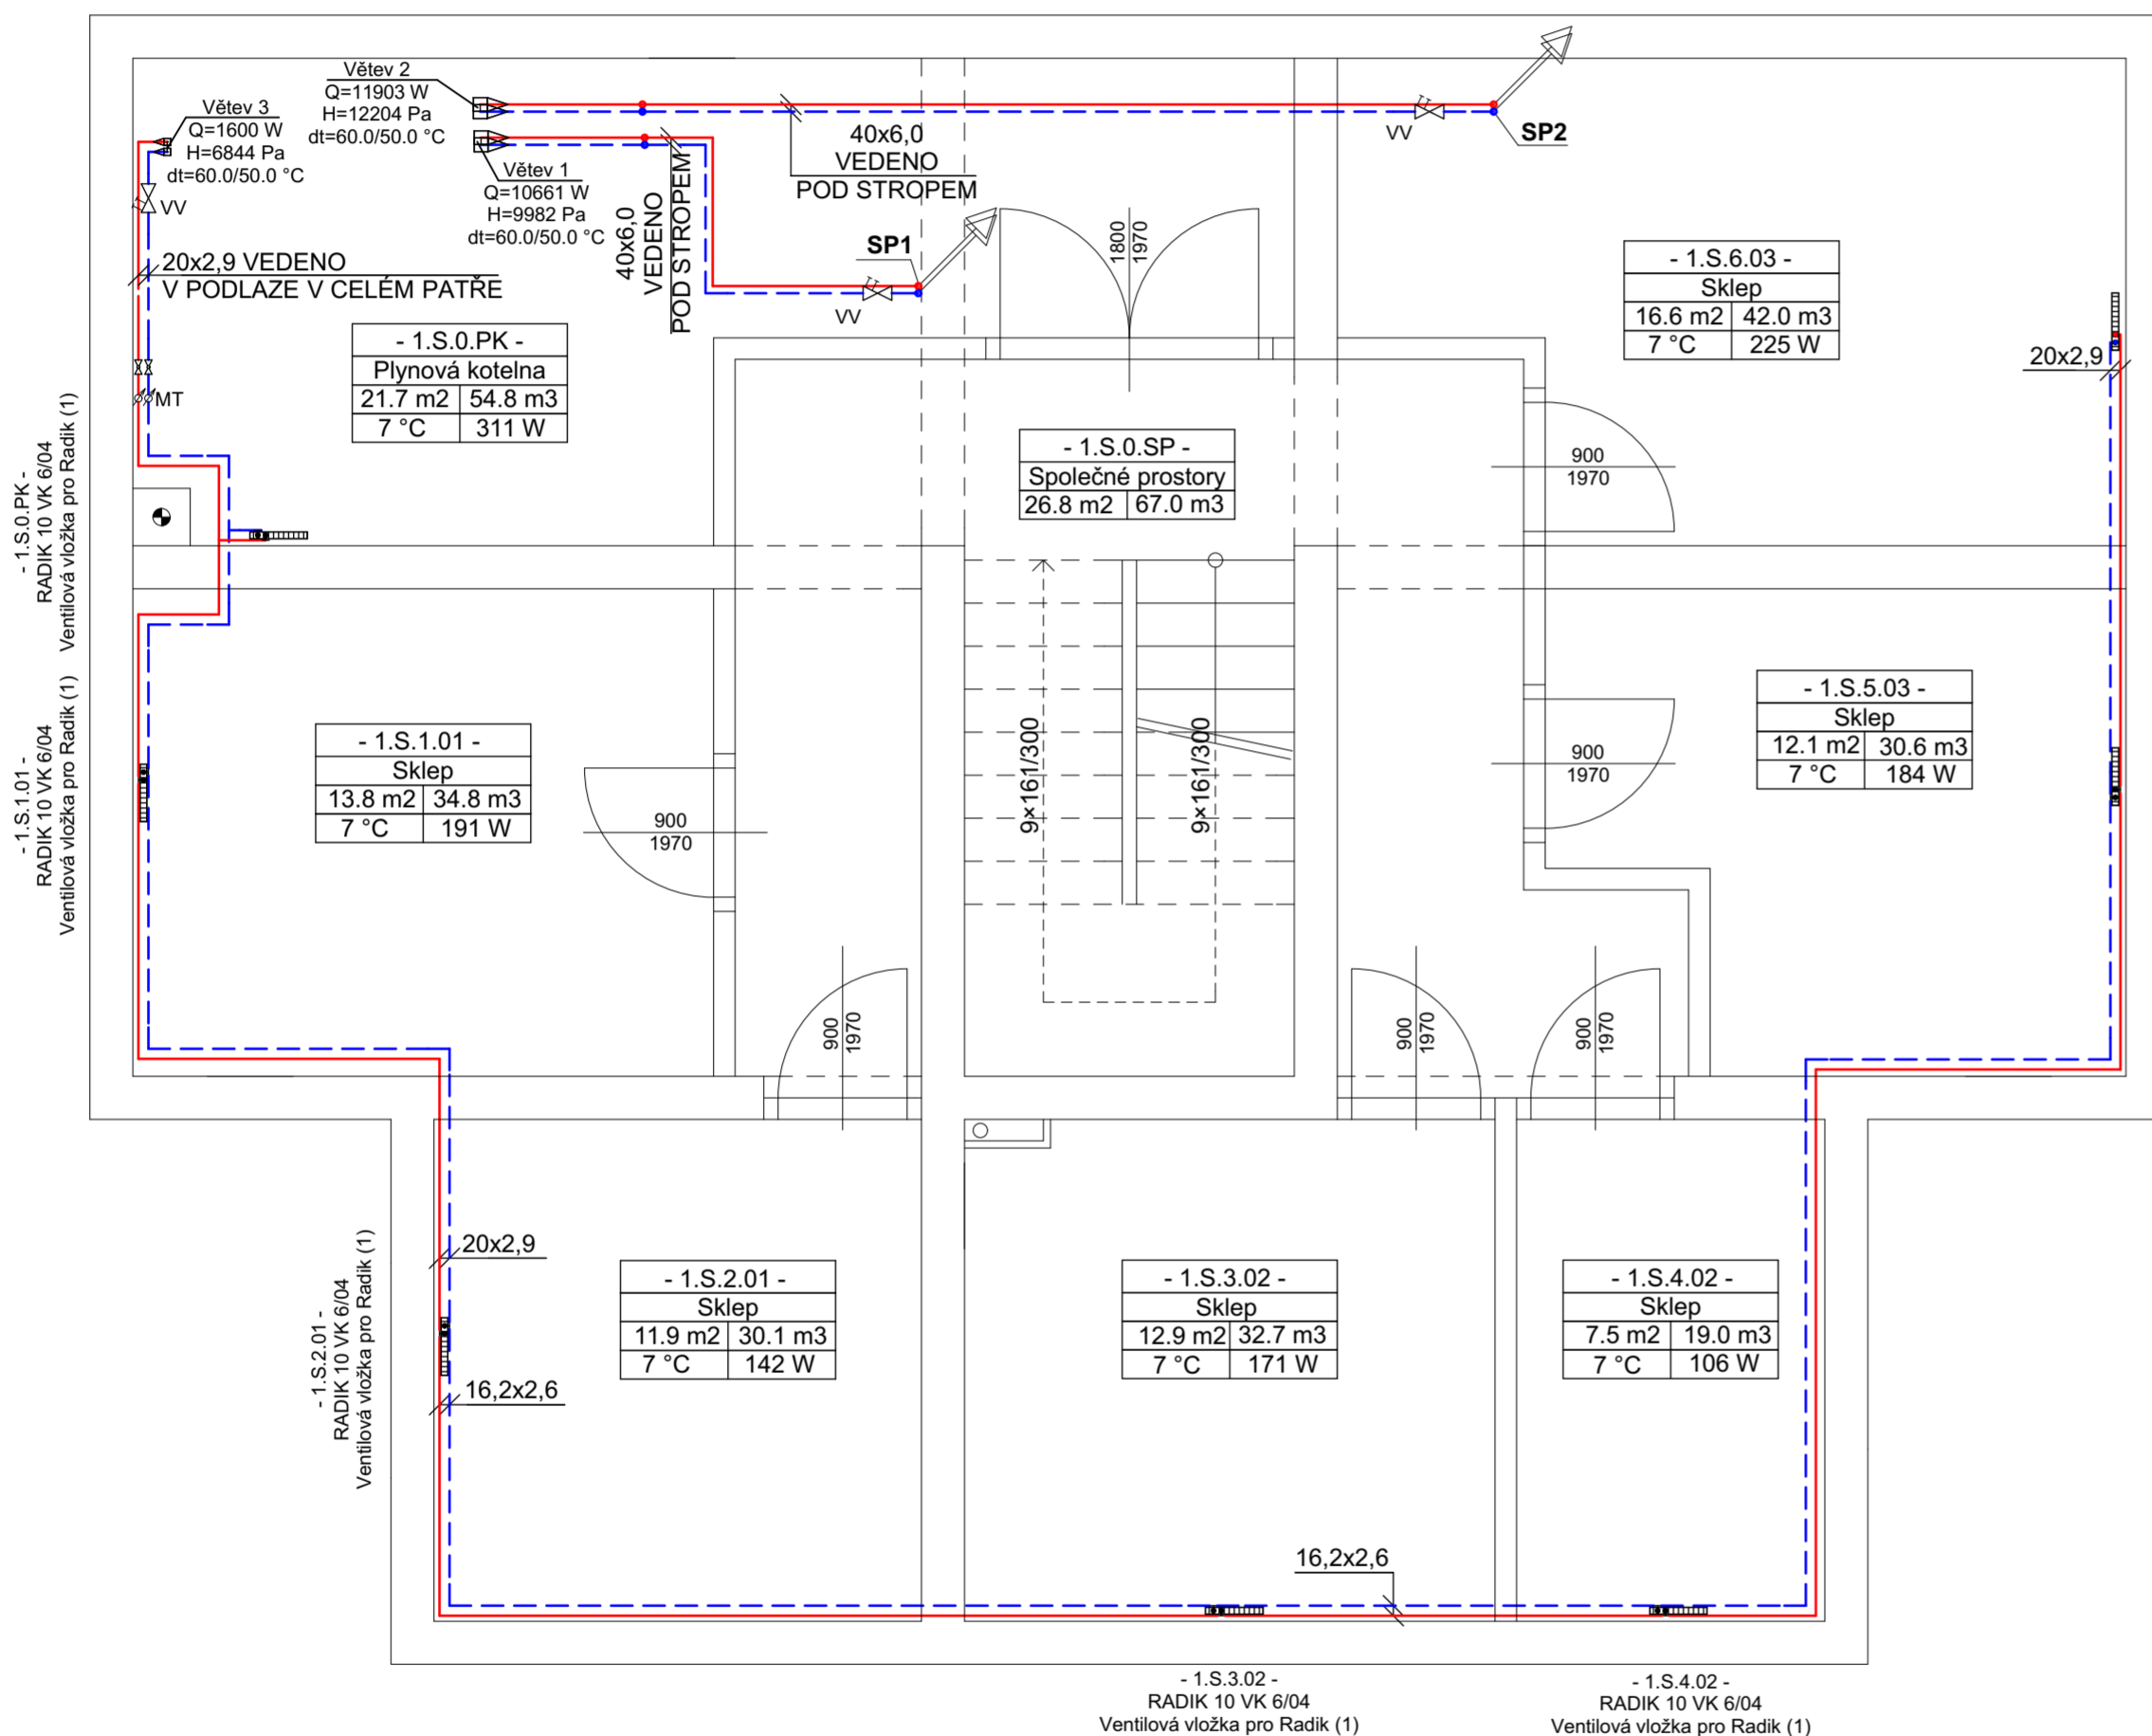 Větev 2
Q=11903 W
H=12204 Pa
dt=60.0/50.0 °C
Větev 3
Q=1600 W
H=6844 Pa
dt=60.0/50.0 °C
Větev 1
Q=10661 W
H=9982 Pa
dt=60.0/50.0 °C
40x6,0
VEDENO
POD STROPEM
VV
SP2
VV
40x6,0
VEDENO
POD STROPEM
SP1
VV
1800
1970
20x2,9 VEDENO
V PODLAZE V CELÉM PATŘE
- 1.S.6.03 -
Sklep
16.6 m2 42.0 m3
7 °C 225 W
20x2,9
- 1.S.0.PK -
Plynová kotelna
21.7 m2 54.8 m3
7 °C 311 W
MT
- 1.S.0.SP -
Společné prostory
26.8 m2 67.0 m3
900
1970
- 1.S.0.PK -
RADIK 10 VK 6/04
Ventilová vložka pro Radik (1)
- 1.S.1.01 -
RADIK 10 VK 6/04
Ventilová vložka pro Radik (1)
- 1.S.1.01 -
Sklep
13.8 m2 34.8 m3
7 °C 191 W
900
1970
9×161/300
9×161/300
900
1970
- 1.S.5.03 -
Sklep
12.1 m2 30.6 m3
7 °C 184 W
900
1970
900
1970
900
1970
20x2,9
16,2x2,6
- 1.S.2.01 -
RADIK 10 VK 6/04
Ventilová vložka pro Radik (1)
- 1.S.2.01 -
Sklep
11.9 m2 30.1 m3
7 °C 142 W
- 1.S.3.02 -
Sklep
12.9 m2 32.7 m3
7 °C 171 W
- 1.S.4.02 -
Sklep
7.5 m2 19.0 m3
7 °C 106 W
16,2x2,6
- 1.S.3.02 -
RADIK 10 VK 6/04
Ventilová vložka pro Radik (1)
- 1.S.4.02 -
RADIK 10 VK 6/04
Ventilová vložka pro Radik (1)